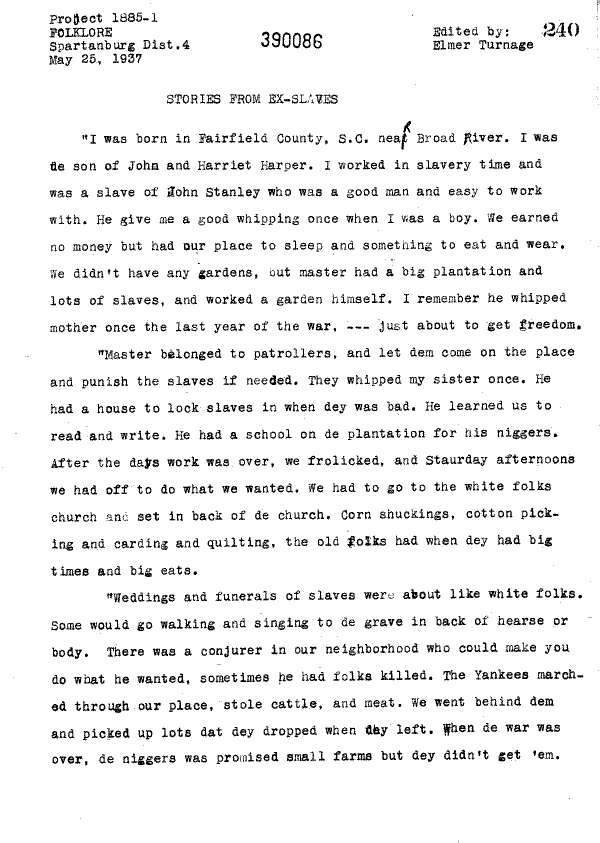 Project 1885-1
FOLKLORE
Spartanburg Dist.4
May 25, 1937
390086
Edited by:
Elmer Turnage
240
STORIES FROM EX-SLAVES
"I was born in Fairfield County, S.C. near Broad River. I was
de son of John and Harriet Harper. I worked in slavery time and
was a slave of John Stanley who was a good man and easy to work
with. He give me a good whipping once when I was a boy. We earned
no money but had our place to sleep and something to eat and wear.
We didn't have any gardens, but master had a big plantation and
lots of slaves, and worked a garden himself. I remember he whipped
mother once the last year of the war, --- just about to get freedom.
"Master belonged to patrollers, and let dem come on the place
and punish the slaves if needed. They whipped my sister once. He
had a house to lock slaves in when dey was bad. He learned us to
read and write. He had a school on de plantation for his niggers.
After the days work was over, we frolicked, and Staurday afternoons
we had off to do what we wanted. We had to go to the white folks
church and set in back of de church. Corn shuckings, cotton pick-
ing and carding and quilting, the old folks had when dey had big
times and big eats.
"Weddings and funerals of slaves were about like white folks.
Some would go walking and singing to de grave in back of hearse or
body. There was a conjurer in our neighborhood who could make you
do what he wanted, sometimes he had folks killed. The Yankees march-
ed through our place, stole cattle, and meat. We went behind dem
and picked up lots dat dey dropped when dey left. When de war was
over, de niggers was promised small farms but dey didn't get 'em.